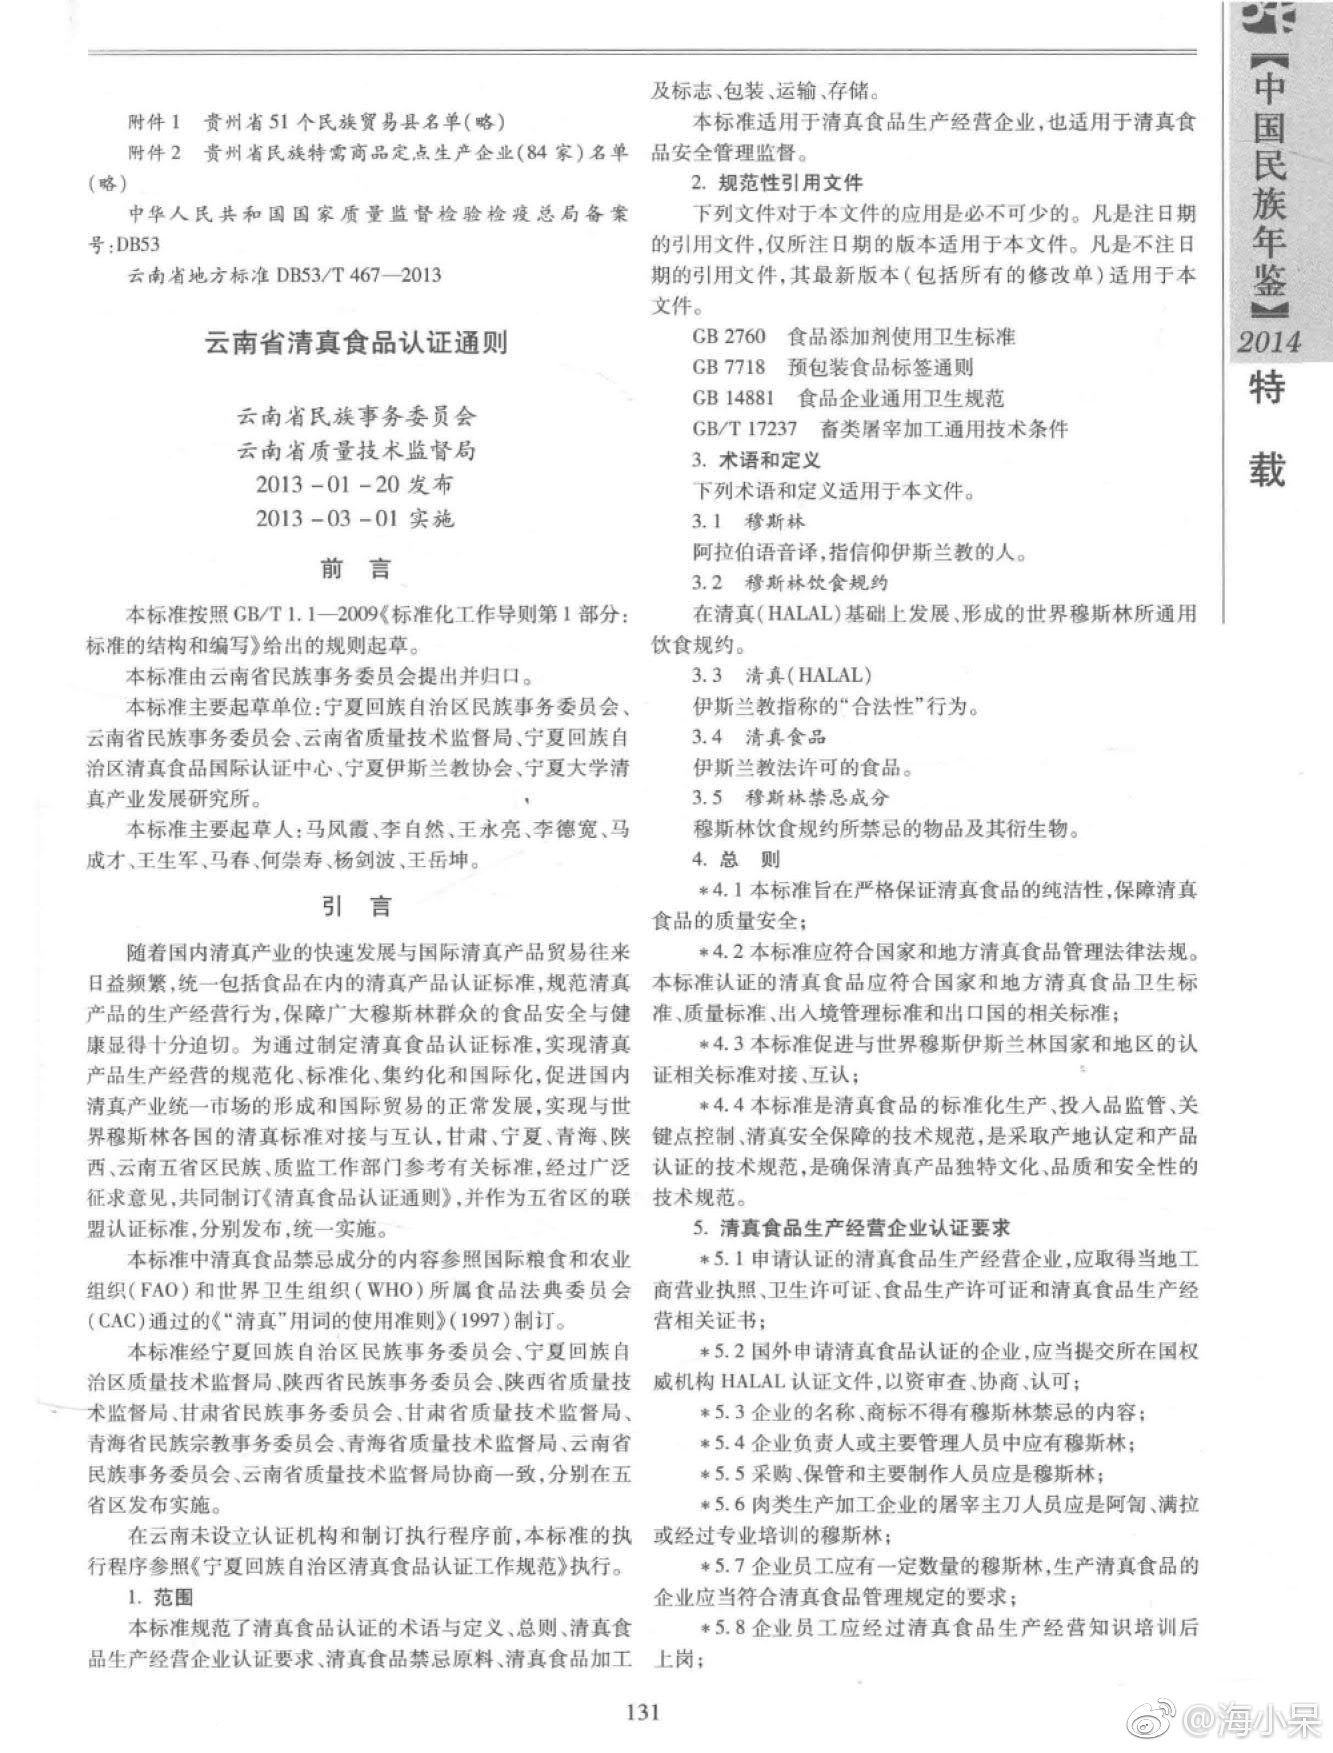 附件1 贵州省51个民族贸易县名单(略)
附件2 贵州省民族特需商品定点生产企业(84家)名单
(略)
中华人民共和国国家质量监督检验检疫总局备案
号:DB53
云南省地方标准 DB53/T 467—2013
云南省清真食品认证通则
云南省民族事务委员会
云南省质量技术监督局
2013-01-20发布
2013-03-01实施
前 言
本标准按照GB/T 1.1—2009《标准化工作导则第1部分:
标准的结构和编写》给出的规则起草。
本标准由云南省民族事务委员会提出并归口。
本标准主要起草单位:宁夏回族自治区民族事务委员会、
云南省民族事务委员会、云南省质量技术监督局、宁夏回族自
治区清真食品国际认证中心、宁夏伊斯兰教协会、宁夏大学清
真产业发展研究所。
本标准主要起草人:马风霞、李自然、王永亮、李德宽、马
成才、王生军、马春、何崇寿、杨剑波、王岳坤。
引 言
随着国内清真产业的快速发展与国际清真产品贸易往来
日益频繁,统一包括食品在内的清真产品认证标准,规范清真
产品的生产经营行为,保障广大穆斯林群众的食品安全与健
康显得十分迫切。为通过制定清真食品认证标准,实现清真
产品生产经营的规范化、标准化、集约化和国际化,促进国内
清真产业统一市场的形成和国际贸易的正常发展,实现与世
界穆斯林各国的清真标准对接与互认,甘肃、宁夏、青海、陕
西、云南五省区民族、质监工作部门参考有关标准,经过广泛
征求意见,共同制订《清真食品认证通则》,并作为五省区的联
盟认证标准,分别发布,统一实施。
本标准中清真食品禁忌成分的内容参照国际粮食和农业
组织(FAO)和世界卫生组织(WHO)所属食品法典委员会
(CAC)通过的《“清真”用词的使用准则》(1997)制订。
本标准经宁夏回族自治区民族事务委员会、宁夏回族自
治区质量技术监督局、陕西省民族事务委员会、陕西省质量技
术监督局、甘肃省民族事务委员会、甘肃省质量技术监督局、
青海省民族宗教事务委员会、青海省质量技术监督局、云南省
民族事务委员会、云南省质量技术监督局协商一致,分别在五
省区发布实施。
在云南未设立认证机构和制订执行程序前,本标准的执
行程序参照《宁夏回族自治区清真食品认证工作规范》执行。
1. 范围
本标准规范了清真食品认证的术语与定义、总则、清真食
品生产经营企业认证要求、清真食品禁忌原料、清真食品加工
及标志、包装、运输、存储。
本标准适用于清真食品生产经营企业,也适用于清真食
品安全管理监督。
2. 规范性引用文件
下列文件对于本文件的应用是必不可少的。凡是注日期
的引用文件,仅所注日期的版本适用于本文件。凡是不注日
期的引用文件,其最新版本(包括所有的修改单)适用于本
文件。
GB 2760 食品添加剂使用卫生标准
GB 7718 预包装食品标签通则
GB 14881 食品企业通用卫生规范
GB/T 17237 畜类屠宰加工通用技术条件
3. 术语和定义
下列术语和定义适用于本文件。
3.1 穆斯林
阿拉伯语音译,指信仰伊斯兰教的人。
3.2 穆斯林饮食规约
在清真(HALAL)基础上发展、形成的世界穆斯林所通用
饮食规约。
3.3 清真(HALAL)
伊斯兰教指称的“合法性”行为。
3.4 清真食品
伊斯兰教法许可的食品。
3.5 穆斯林禁忌成分
穆斯林饮食规约所禁忌的物品及其衍生物。
4. 总 则
*4.1本标准旨在严格保证清真食品的纯洁性,保障清真
食品的质量安全;
*4.2本标准应符合国家和地方清真食品管理法律法规。
本标准认证的清真食品应符合国家和地方清真食品卫生标
准、质量标准、出入境管理标准和出口国的相关标准;
*4.3本标准促进与世界穆斯伊斯兰林国家和地区的认
证相关标准对接、互认;
*4.4本标准是清真食品的标准化生产、投入品监管、关
键点控制、清真安全保障的技术规范,是采取产地认定和产品
认证的技术规范,是确保清真产品独特文化、品质和安全性的
技术规范。
5. 清真食品生产经营企业认证要求
*5.1申请认证的清真食品生产经营企业,应取得当地工
商营业执照、卫生许可证、食品生产许可证和清真食品生产经
营相关证书;
*5.2国外申请清真食品认证的企业,应当提交所在国权
威机构HALAL认证文件,以资审查、协商、认可;
*5.3企业的名称、商标不得有穆斯林禁忌的内容;
*5.4企业负责人或主要管理人员中应有穆斯林;
*5.5采购、保管和主要制作人员应是穆斯林;
*5.6肉类生产加工企业的屠宰主刀人员应是阿訇、满拉
或经过专业培训的穆斯林;
*5.7企业员工应有一定数量的穆斯林,生产清真食品的
企业应当符合清真食品管理规定的要求;
*5.8企业员工应经过清真食品生产经营知识培训后
上岗;
【中国民族年鉴】
2014
特载
131
@海小呆